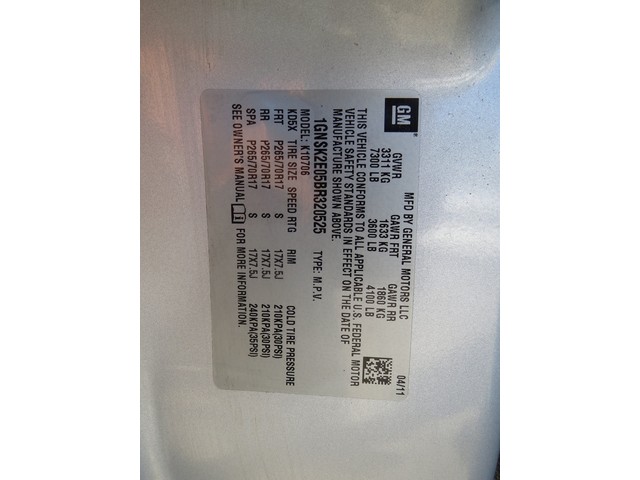 GM
MFD BY GENERAL MOTORS LLC
04/11
GVWR GAWR FRT GAWR RR
3311 KG 1633 KG 1860 KG
7300 LB 3600 LB 4100 LB
THIS VEHICLE CONFORMS TO ALL APPLICABLE U.S. FEDERAL MOTOR
VEHICLE SAFETY STANDARDS IN EFFECT ON THE DATE OF
MANUFACTURE SHOWN ABOVE.
1GNSK2E05BR320525 TYPE: M.P.V.
MODEL: K10706
KD5X TIRE SIZE SPEED RTG RIM COLD TIRE PRESSURE
FRT P265/70R17 S 17X7.5J 210KPA(30PSI)
RR P265/70R17 S 17X7.5J 210KPA(30PSI)
SPA P265/70R17 S 17X7.5J 240KPA(35PSI)
SEE OWNER'S MANUAL FOR MORE INFORMATION.